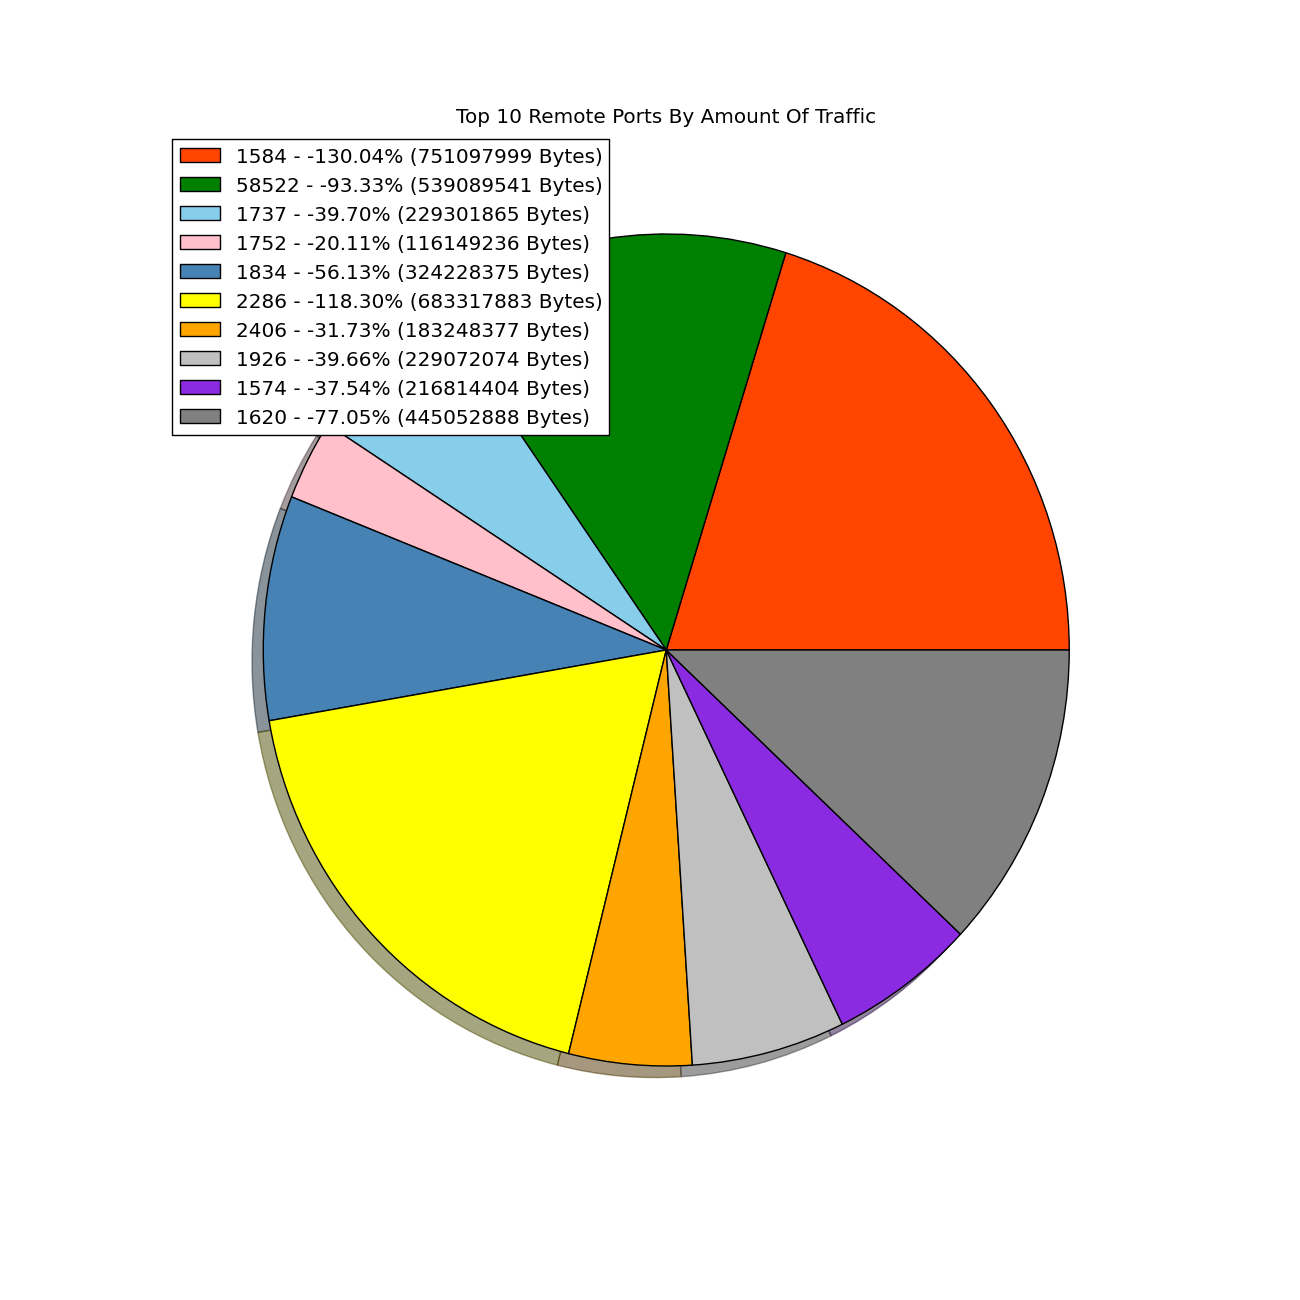 Top 10 Remote Ports By Amount Of Traffic
1584 - -130.04% (751097999 Bytes)
58522 - -93.33% (539089541 Bytes)
1737 - -39.70% (229301865 Bytes)
1752 - -20.11% (116149236 Bytes)
1834 - -56.13% (324228375 Bytes)
2286 - -118.30% (683317883 Bytes)
2406 - -31.73% (183248377 Bytes)
1926 - -39.66% (229072074 Bytes)
1574 - -37.54% (216814404 Bytes)
1620 - -77.05% (445052888 Bytes)